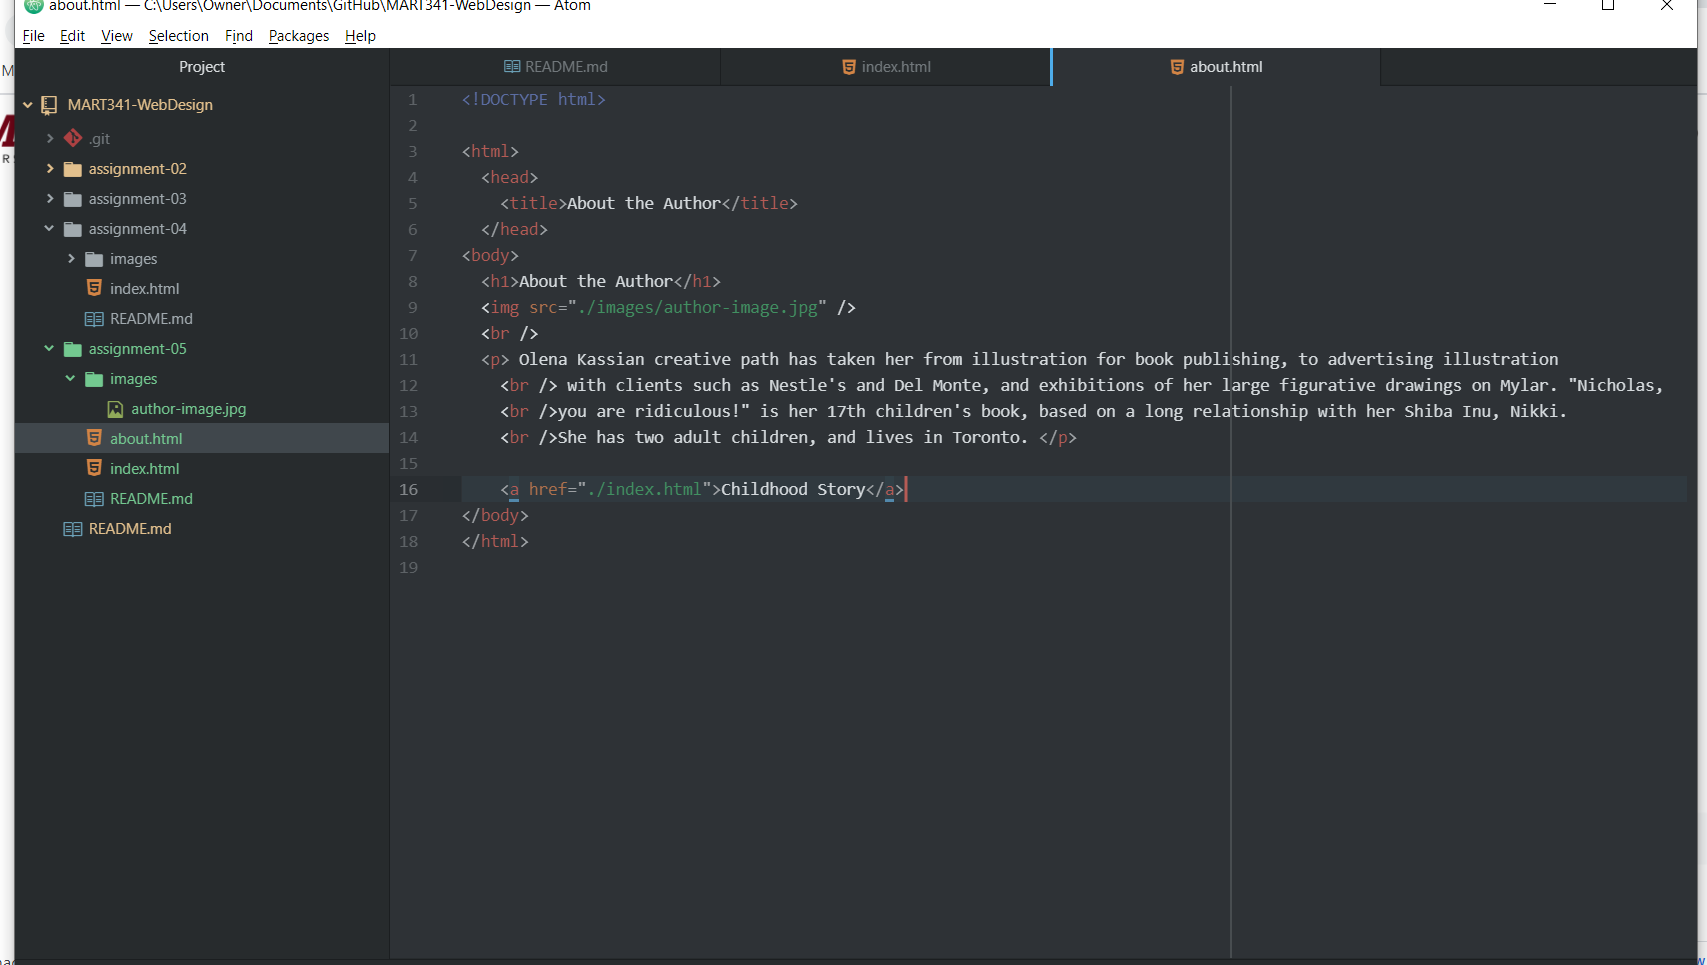 about.html — C:\Users\Owner\Documents\GitHub\MART341-WebDesign — Atom
File Edit View Selection Find Packages Help
Project
README.md
index.html
about.html
MART341-WebDesign
.git
assignment-02
assignment-03
assignment-04
images
index.html
README.md
assignment-05
images
author-image.jpg
about.html
index.html
README.md
README.md
1 <!DOCTYPE html>
2
3 <html>
4 <head>
5 <title>About the Author</title>
6 </head>
7 <body>
8 <h1>About the Author</h1>
9 <img src="./images/author-image.jpg" />
10 <br />
11 <p> Olena Kassian creative path has taken her from illustration for book publishing, to advertising illustration
12 <br /> with clients such as Nestle's and Del Monte, and exhibitions of her large figurative drawings on Mylar. "Nicholas,
13 <br />you are ridiculous!" is her 17th children's book, based on a long relationship with her Shiba Inu, Nikki.
14 <br />She has two adult children, and lives in Toronto. </p>
15
16 <a href="./index.html">Childhood Story</a>
17 </body>
18 </html>
19